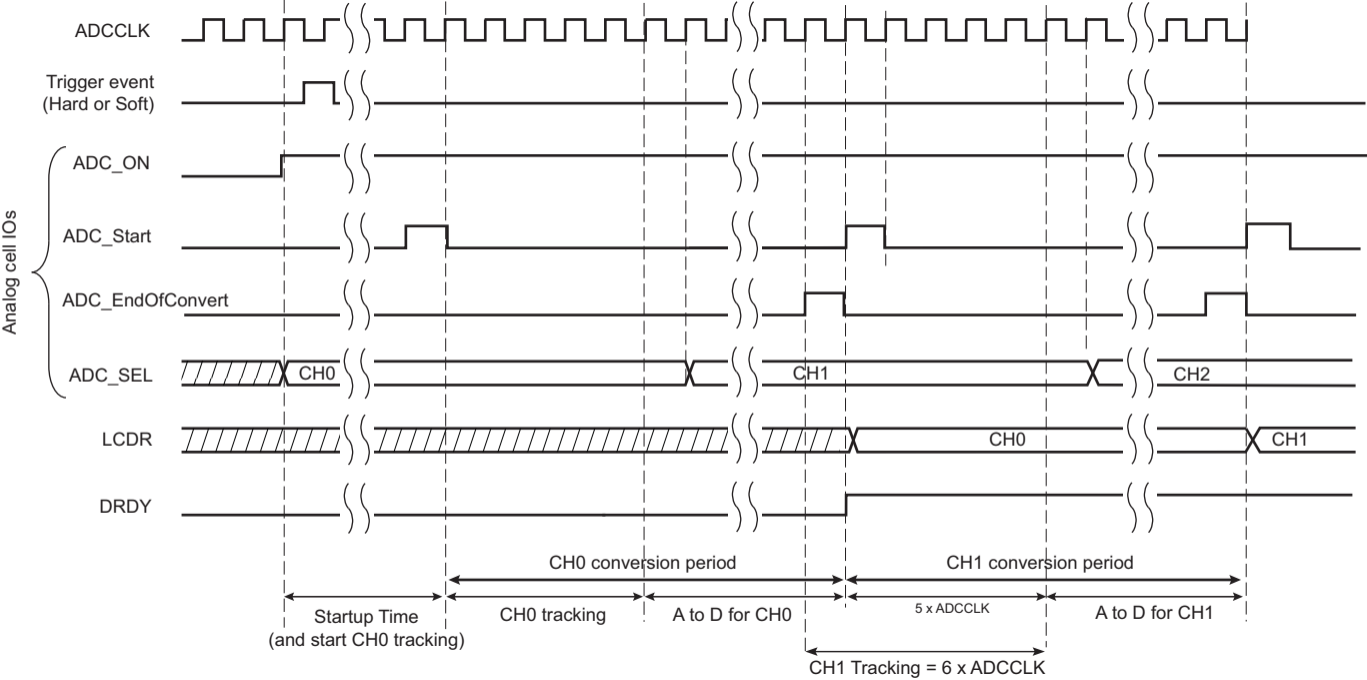 ADCCLK
Trigger event
(Hard or Soft)
Analog cell IOs
ADC_ON
ADC_Start
ADC_EndOfConvert
ADC_SEL
CH0
CH1
CH2
LCDR
CH0
CH1
DRDY
CH0 conversion period
CH1 conversion period
Startup Time
(and start CH0 tracking)
CH0 tracking
A to D for CH0
5 x ADCCLK
A to D for CH1
CH1 Tracking = 6 x ADCCLK